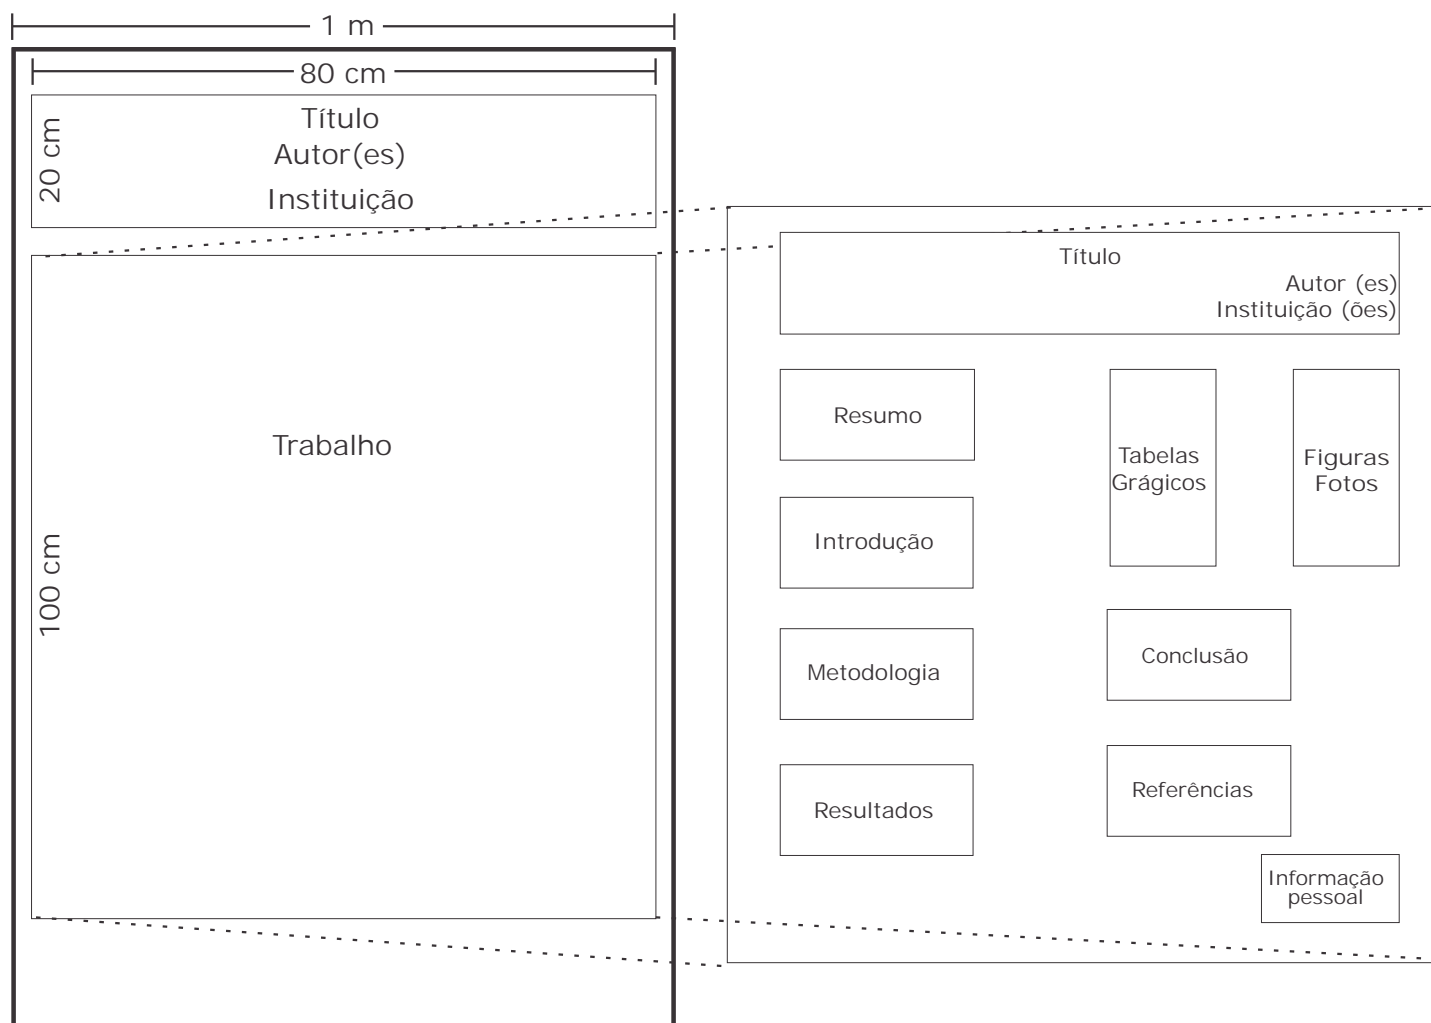 1 m
80 cm
20 cm
Título
Autor(es)
Instituição
Trabalho
100 cm
Título
Autor (es)
Instituição (ões)
Resumo
Introdução
Metodologia
Resultados
Tabelas
Grágicos
Figuras
Fotos
Conclusão
Referências
Informação
pessoal